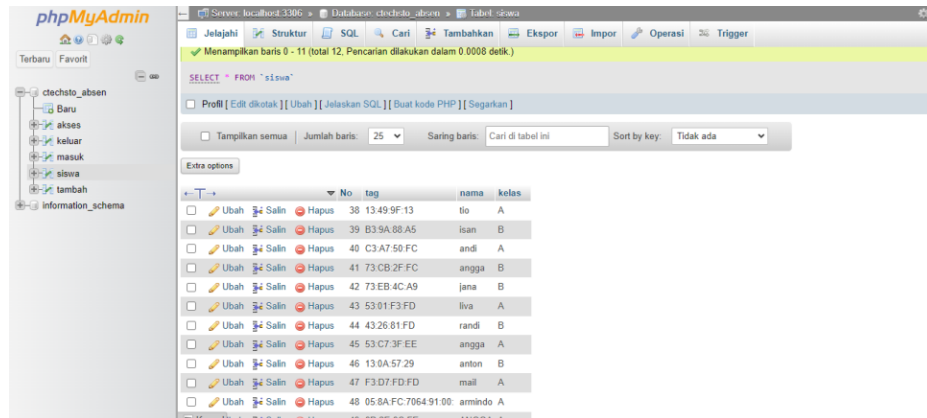 phpMyAdmin
Terbaru Favorit
ctechsto_absen
Baru
akses
keluar
masuk
siswa
tambah
information_schema
Server: localhost:3306 » Database: ctechsto_absen » Tabel: siswa
Jelajahi Struktur SQL Cari Tambahkan Ekspor Impor Operasi Trigger
Menampilkan baris 0 - 11 (total 12, Pencarian dilakukan dalam 0.0008 detik.)
SELECT * FROM `siswa`
Profil [ Edit dikotak ] [ Ubah ] [ Jelaskan SQL ] [ Buat kode PHP ] [ Segarkan ]
Tampilkan semua | Jumlah baris: 25 Saring baris: Cari di tabel ini Sort by key: Tidak ada
Extra options
←T→ No tag nama kelas
Ubah Salin Hapus 38 13:49:9F:13 tio A
Ubah Salin Hapus 39 B3:9A:88:A5 isan B
Ubah Salin Hapus 40 C3:A7:50:FC andi A
Ubah Salin Hapus 41 73:CB:2F:FC angga B
Ubah Salin Hapus 42 73:EB:4C:A9 jana B
Ubah Salin Hapus 43 53:01:F3:FD liva A
Ubah Salin Hapus 44 43:26:81:FD randi B
Ubah Salin Hapus 45 53:C7:3F:EE angga A
Ubah Salin Hapus 46 13:0A:57:29 anton B
Ubah Salin Hapus 47 F3:D7:FD:FD mail A
Ubah Salin Hapus 48 05:8A:FC:7064:91:00: armindo A